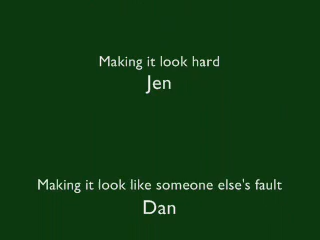 Making it look hard
Jen
Making it look like someone else's fault
Dan